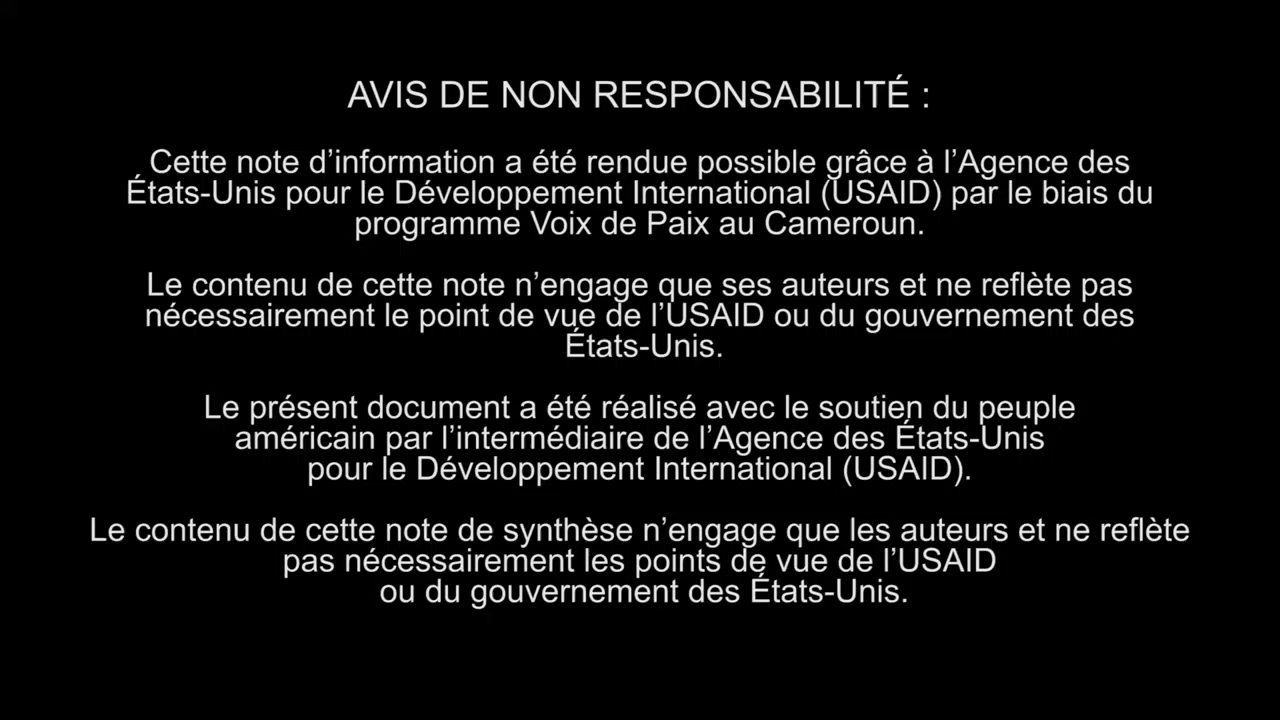 AVIS DE NON RESPONSABILITÉ :
Cette note d’information a été rendue possible grâce à l’Agence des
États-Unis pour le Développement International (USAID) par le biais du
programme Voix de Paix au Cameroun.
Le contenu de cette note n’engage que ses auteurs et ne reflète pas
nécessairement le point de vue de l’USAID ou du gouvernement des
États-Unis.
Le présent document a été réalisé avec le soutien du peuple
américain par l’intermédiaire de l’Agence des États-Unis
pour le Développement International (USAID).
Le contenu de cette note de synthèse n’engage que les auteurs et ne reflète
pas nécessairement les points de vue de l’USAID
ou du gouvernement des États-Unis.